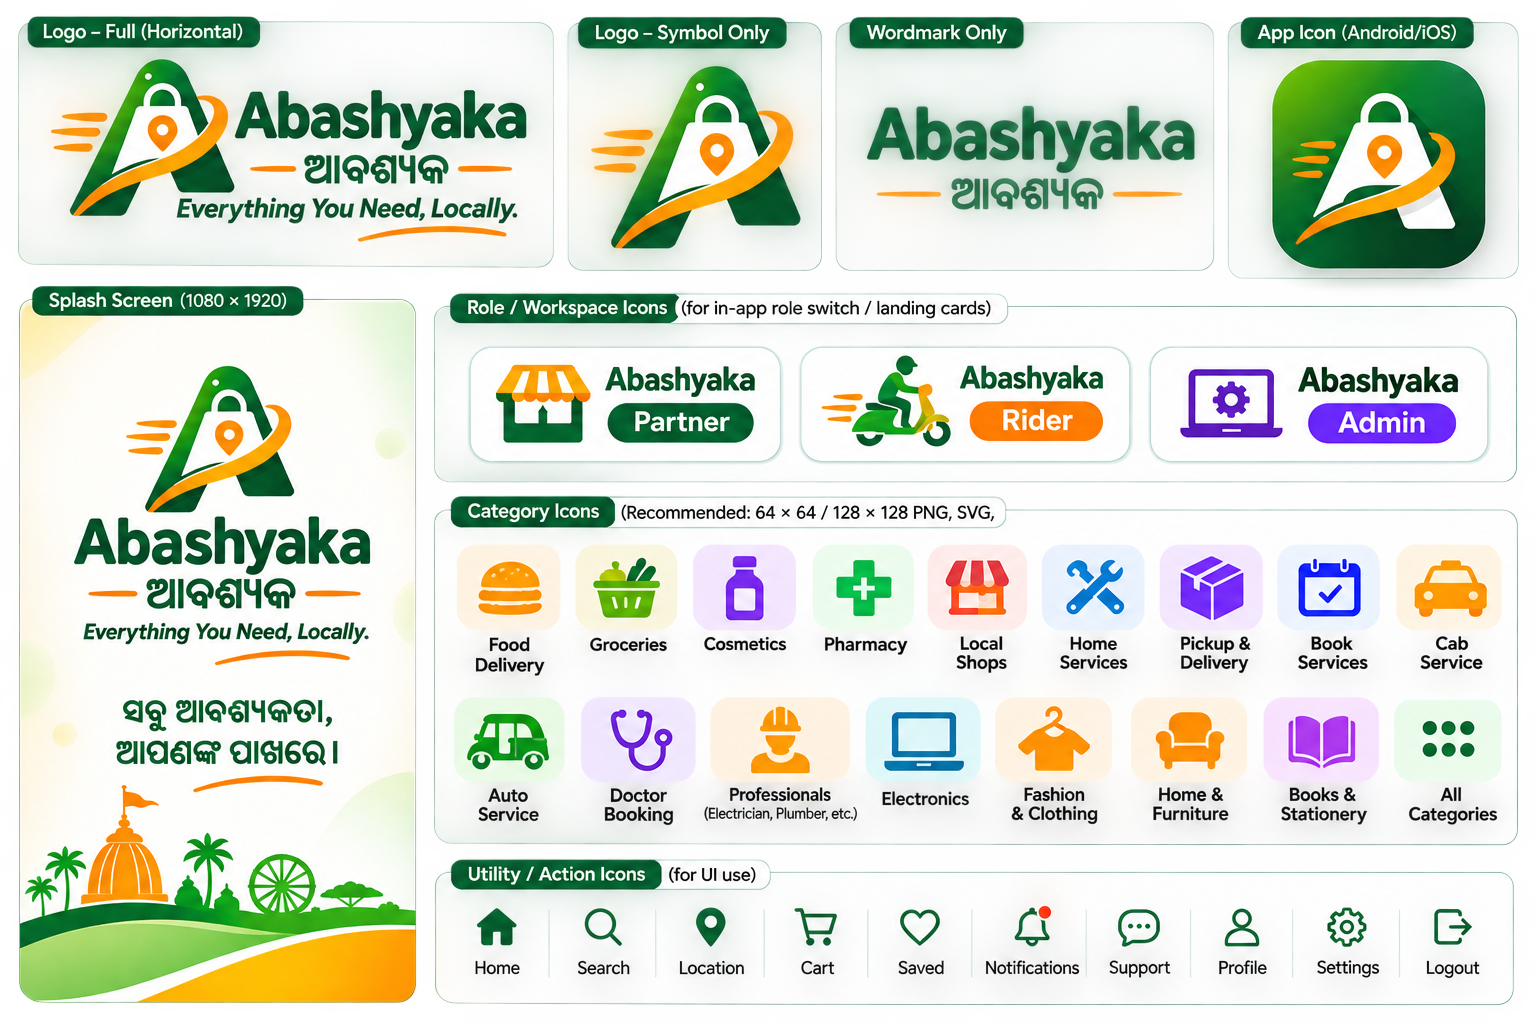 Logo – Full (Horizontal)
Abashyaka
ଆବଶ୍ୟକ
Everything You Need, Locally.
Logo – Symbol Only
Wordmark Only
Abashyaka
ଆବଶ୍ୟକ
App Icon (Android/iOS)
Splash Screen (1080 × 1920)
Abashyaka
ଆବଶ୍ୟକ
Everything You Need, Locally.
ସବୁ ଆବଶ୍ୟକତା,
ଆପଣଙ୍କ ପାଖରେ।
Role / Workspace Icons (for in-app role switch / landing cards)
Abashyaka
Partner
Abashyaka
Rider
Abashyaka
Admin
Category Icons (Recommended: 64 × 64 / 128 × 128 PNG, SVG,
Food
Delivery
Groceries
Cosmetics
Pharmacy
Local
Shops
Home
Services
Pickup &
Delivery
Book
Services
Cab
Service
Auto
Service
Doctor
Booking
Professionals
(Electrician, Plumber, etc.)
Electronics
Fashion
& Clothing
Home &
Furniture
Books &
Stationery
All
Categories
Utility / Action Icons (for UI use)
Home
Search
Location
Cart
Saved
Notifications
Support
Profile
Settings
Logout